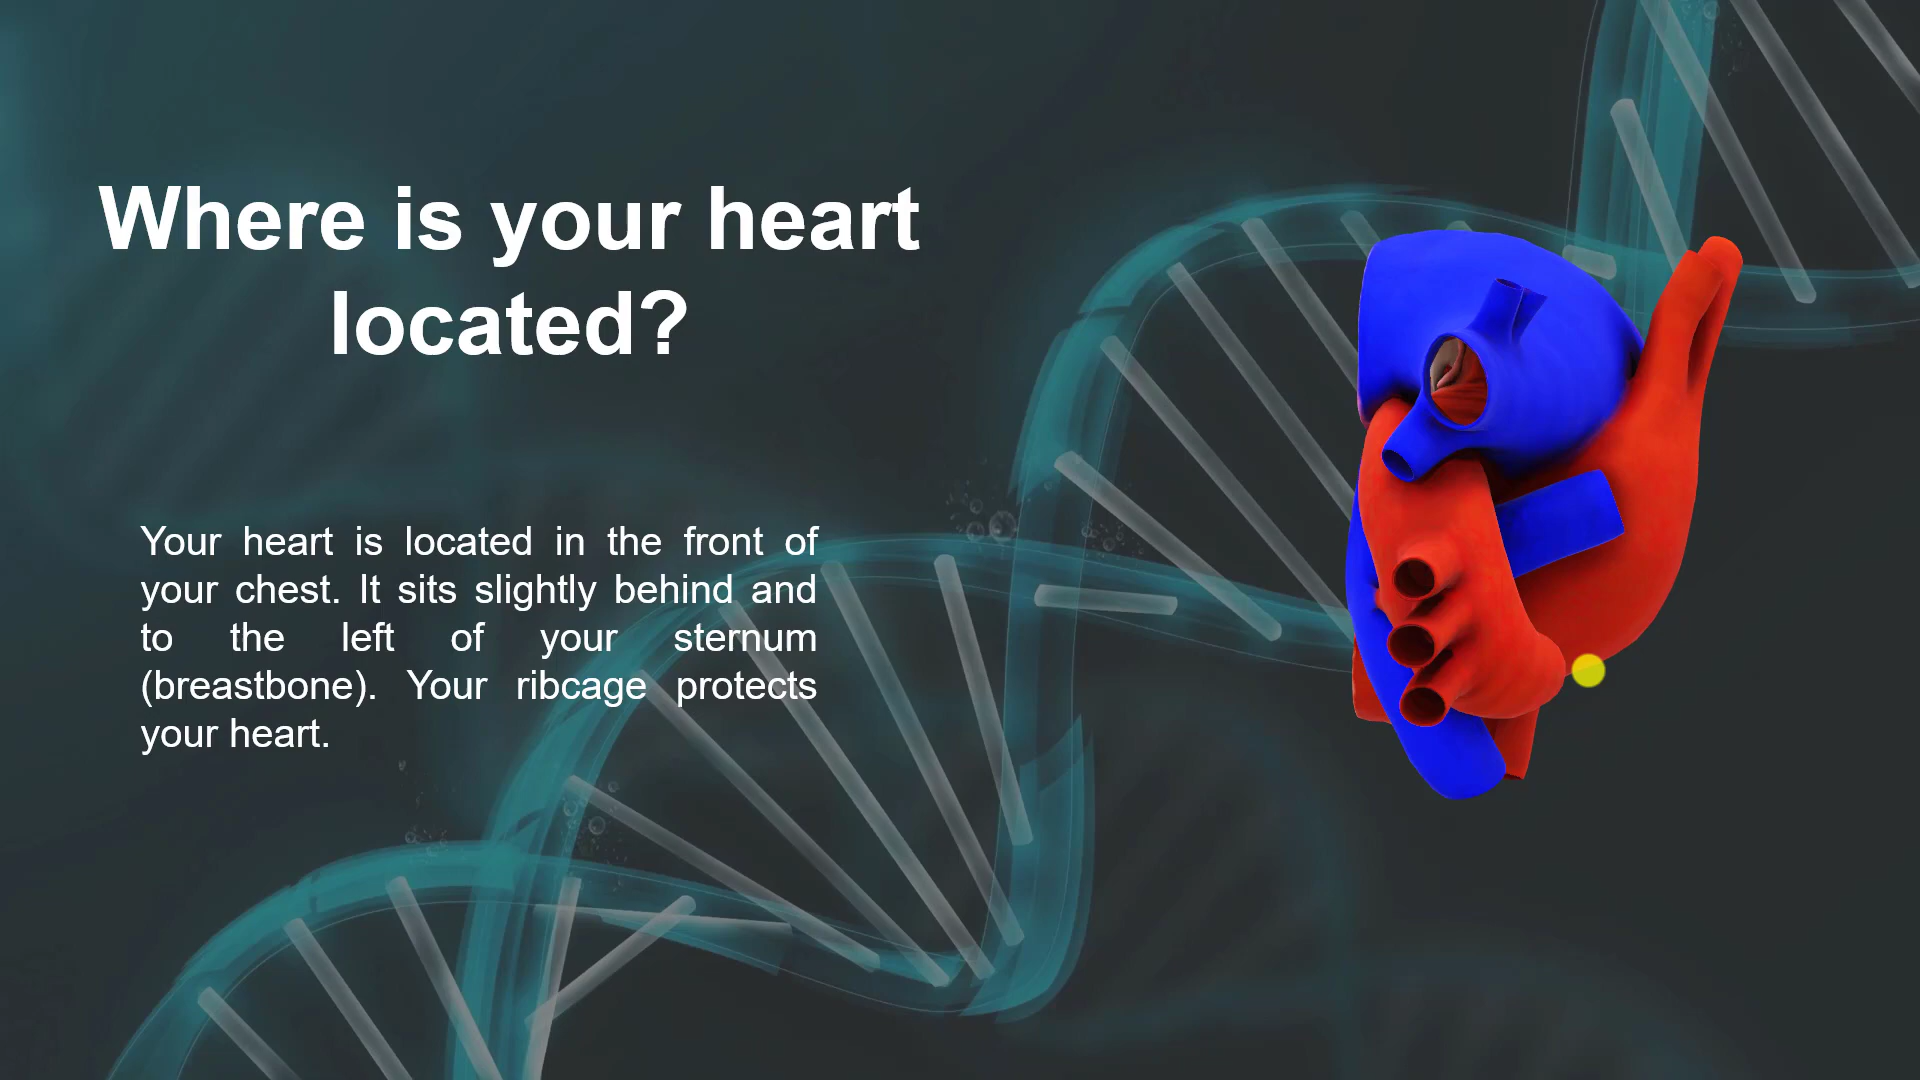 Where is your heart
located?
Your heart is located in the front of
your chest. It sits slightly behind and
to the left of your sternum
(breastbone). Your ribcage protects
your heart.